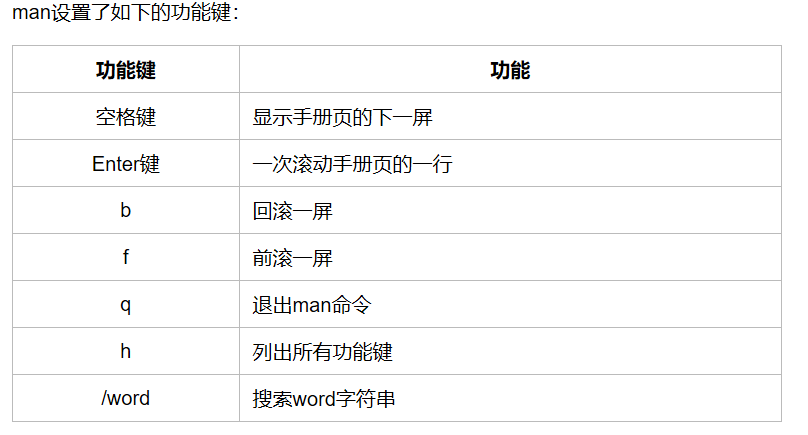 man设置了如下的功能键：
功能键 功能
空格键 显示手册页的下一屏
Enter键 一次滚动手册页的一行
b 回滚一屏
f 前滚一屏
q 退出man命令
h 列出所有功能键
/word 搜索word字符串